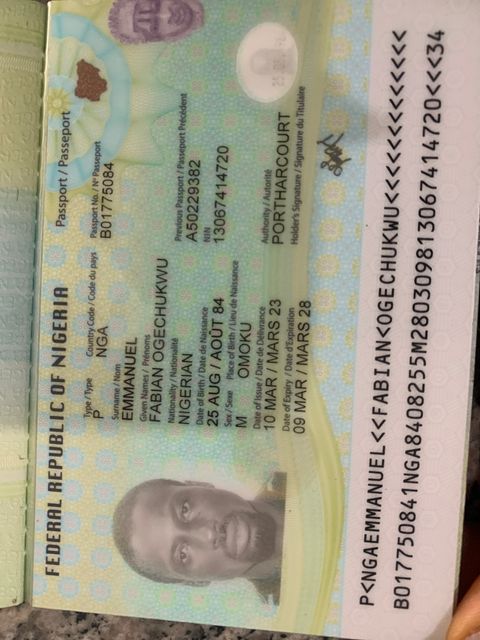 FEDERAL REPUBLIC OF NIGERIA
Passport / Passeport
Type / Type Country Code / Code du pays Passport No. / N° Passeport
P NGA B01775084
Surname / Nom
EMMANUEL
Given Names / Prénoms
FABIAN OGECHUKWU
Nationality / Nationalité Previous Passport / Passeport Précédent
NIGERIAN A50229382
Date of Birth / Date de Naissance NIN
25 AUG / AOÛT 84 13067414720
Sex / Sexe Place of Birth / Lieu de Naissance
M OMOKU
Date of Issue / Date de Délivrance Authority / Autorité
10 MAR / MARS 23 PORTHARCOURT
Date of Expiry / Date d'Expiration Holder's Signature / Signature du Titulaire
09 MAR / MARS 28
P<NGAEMMANUEL<<FABIAN<OGECHUKWU<<<<<<<<<<<<<
B017750841NGA8408255M280309813067414720<<<34